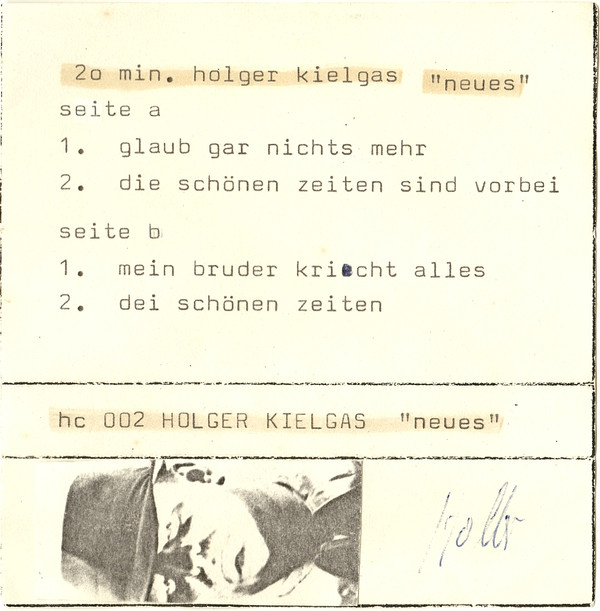 2o min. holger kielgas "neues"
seite a
1. glaub gar nichts mehr
2. die schönen zeiten sind vorbei
seite b
1. mein bruder kriecht alles
2. dei schönen zeiten
hc 002 HOLGER KIELGAS "neues"